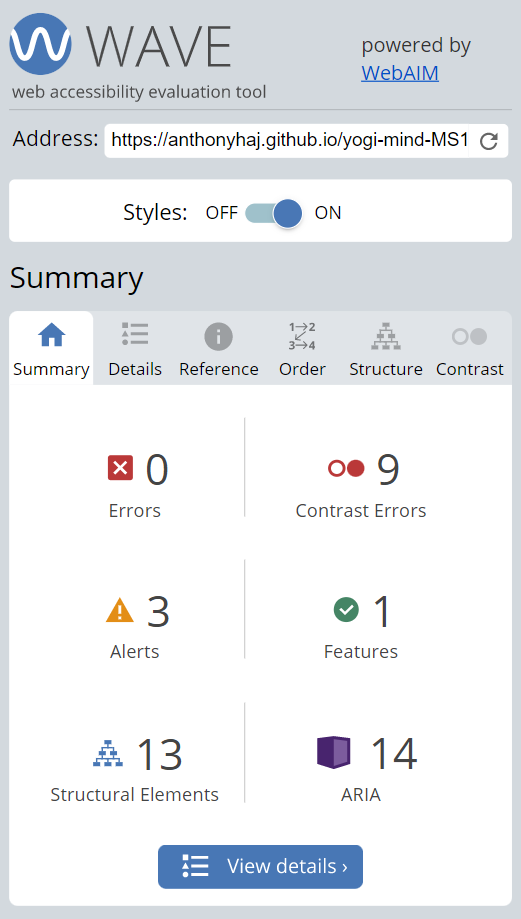 WAVE
web accessibility evaluation tool
powered by
WebAIM
Address: https://anthonyhaj.github.io/yogi-mind-MS1
Styles: OFF ON
Summary
1 2
3 4
Summary Details Reference Order Structure Contrast
0
Errors
9
Contrast Errors
3
Alerts
1
Features
13
Structural Elements
14
ARIA
View details ›